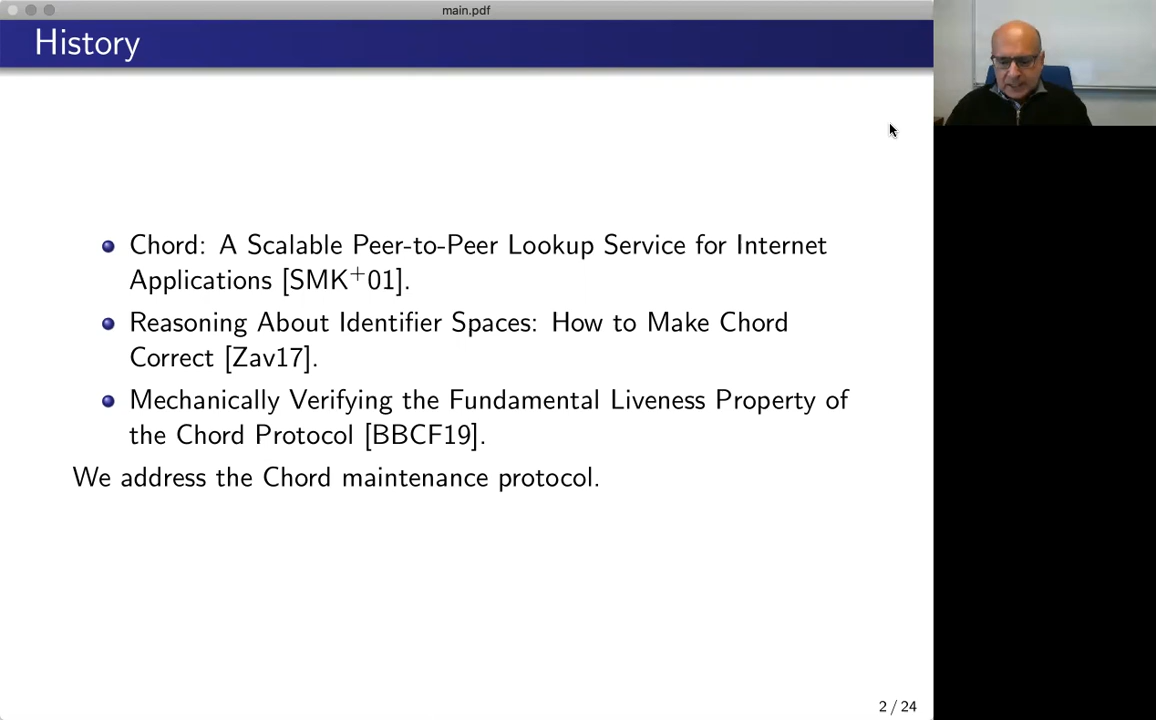 main.pdf
History
Chord: A Scalable Peer-to-Peer Lookup Service for Internet
Applications [SMK+01].
Reasoning About Identifier Spaces: How to Make Chord
Correct [Zav17].
Mechanically Verifying the Fundamental Liveness Property of
the Chord Protocol [BBCF19].
We address the Chord maintenance protocol.
2 / 24